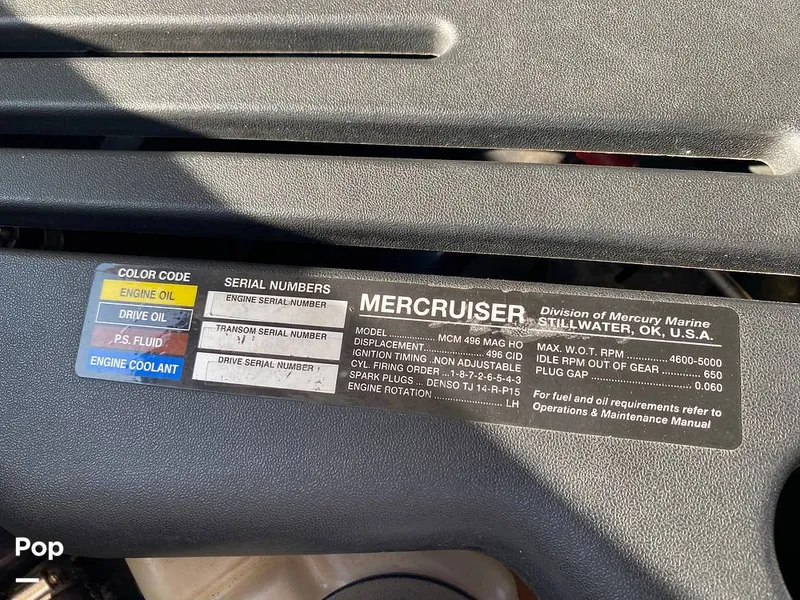 COLOR CODE
ENGINE OIL
DRIVE OIL
P.S. FLUID
ENGINE COOLANT
SERIAL NUMBERS
ENGINE SERIAL NUMBER
TRANSOM SERIAL NUMBER
DRIVE SERIAL NUMBER
MERCRUISER
Division of Mercury Marine
STILLWATER, OK, U.S.A.
MODEL .................... MCM 496 MAG HO
DISPLACEMENT.................. 496 CID
IGNITION TIMING ..NON ADJUSTABLE
CYL. FIRING ORDER ...1-8-7-2-6-5-4-3
SPARK PLUGS ... DENSO TJ 14-R-P15
ENGINE ROTATION ........................ LH
MAX. W.O.T. RPM .............. 4600-5000
IDLE RPM OUT OF GEAR ............ 650
PLUG GAP .............................. 0.060
For fuel and oil requirements refer to
Operations & Maintenance Manual
Pop